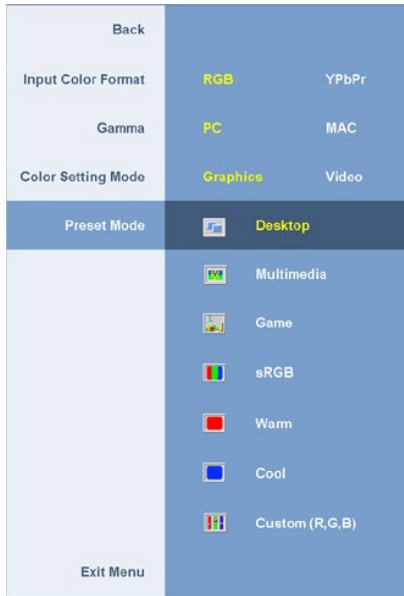 Back
Input Color Format RGB YPbPr
Gamma PC MAC
Color Setting Mode Graphics Video
Preset Mode Desktop
Multimedia
Game
sRGB
Warm
Cool
Custom (R,G,B)
Exit Menu